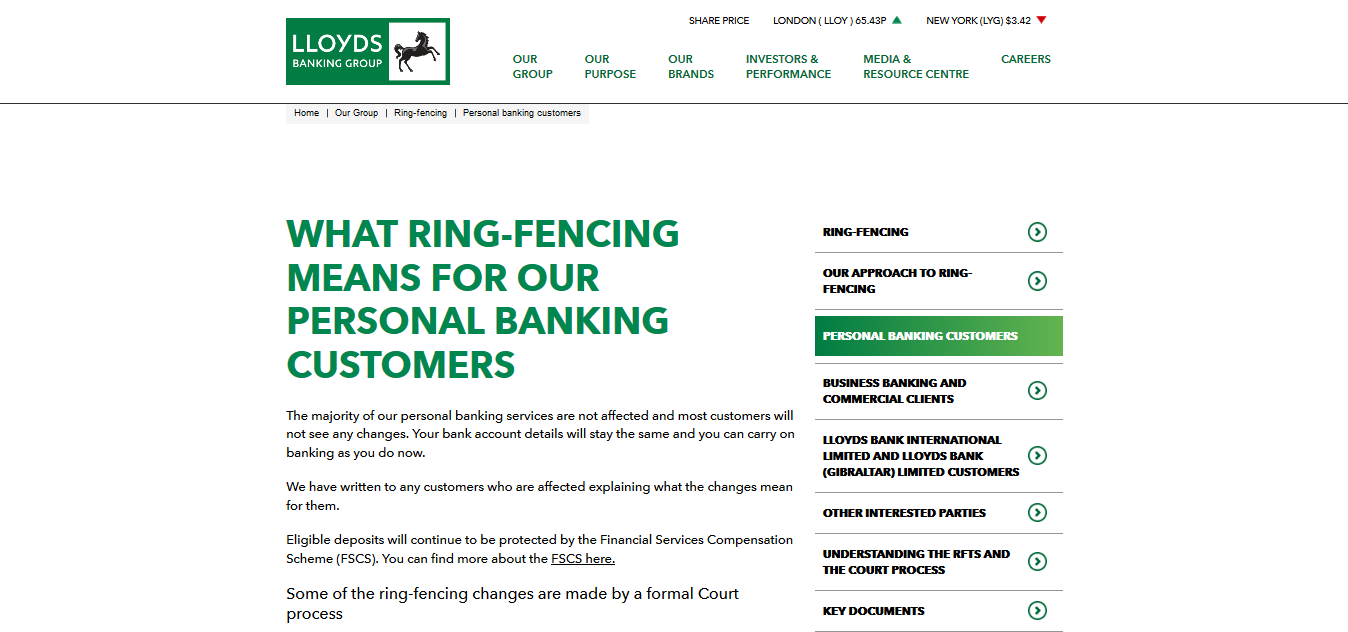 LLOYDS
BANKING GROUP
SHARE PRICE LONDON ( LLOY ) 65.43P NEW YORK (LYG) $3.42
OUR GROUP
OUR PURPOSE
OUR BRANDS
INVESTORS & PERFORMANCE
MEDIA & RESOURCE CENTRE
CAREERS
Home | Our Group | Ring-fencing | Personal banking customers
WHAT RING-FENCING
MEANS FOR OUR
PERSONAL BANKING
CUSTOMERS
The majority of our personal banking services are not affected and most customers will
not see any changes. Your bank account details will stay the same and you can carry on
banking as you do now.
We have written to any customers who are affected explaining what the changes mean
for them.
Eligible deposits will continue to be protected by the Financial Services Compensation
Scheme (FSCS). You can find more about the FSCS here.
Some of the ring-fencing changes are made by a formal Court
process
RING-FENCING
OUR APPROACH TO RING-
FENCING
PERSONAL BANKING CUSTOMERS
BUSINESS BANKING AND
COMMERCIAL CLIENTS
LLOYDS BANK INTERNATIONAL
LIMITED AND LLOYDS BANK
(GIBRALTAR) LIMITED CUSTOMERS
OTHER INTERESTED PARTIES
UNDERSTANDING THE RFTS AND
THE COURT PROCESS
KEY DOCUMENTS